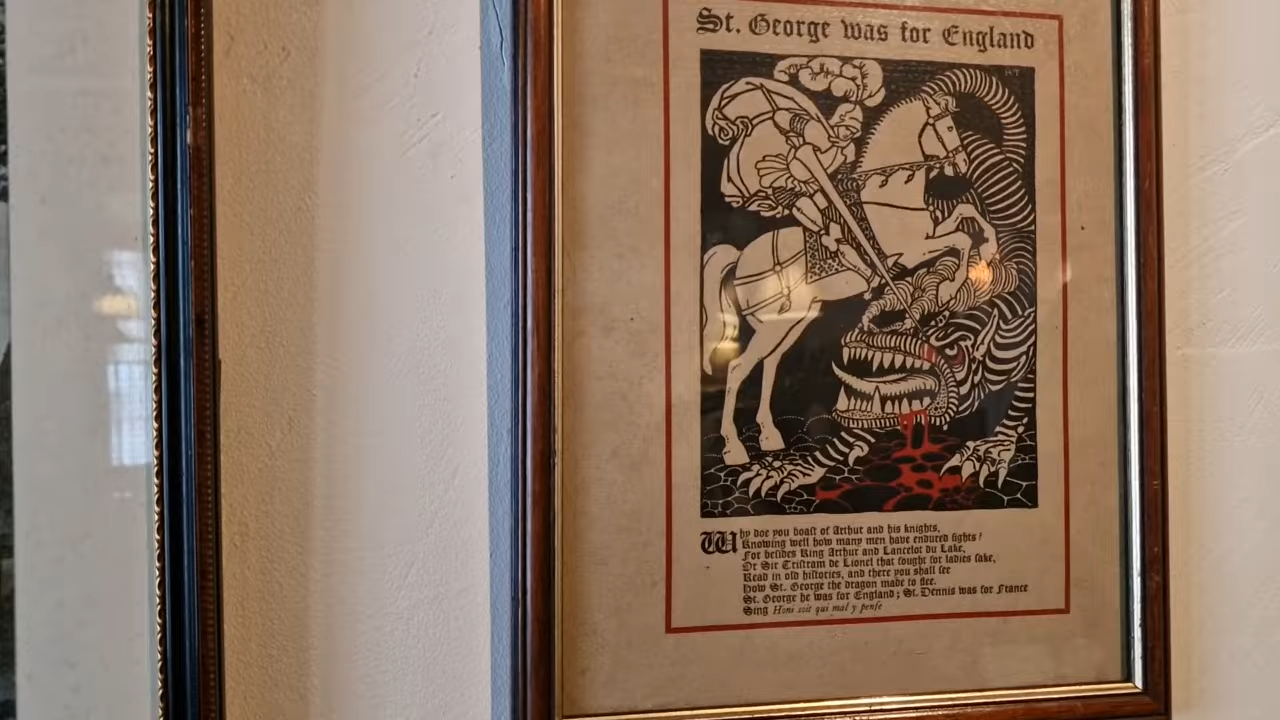 St. George was for England
HT
Why doe you boaſt of Arthur and his knights,
Knowing well how many men have endured fights?
For beſides King Arthur and Lancelot du Lake,
Or Sir Triſtram de Lionel that fought for ladies ſake,
Read in old hiſtories, and there you shall ſee
How St. George the dragon made to flee.
St. George he was for England; St. Dennis was for France
Sing Honi soit qui mal y penſe